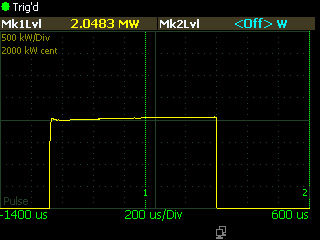 Trig'd
Mk1Lvl 2.0483 MW Mk2Lvl <Off> W
500 kW/Div
2000 kW cent
1 2
Pulse
-1400 us 200 us/Div 600 us